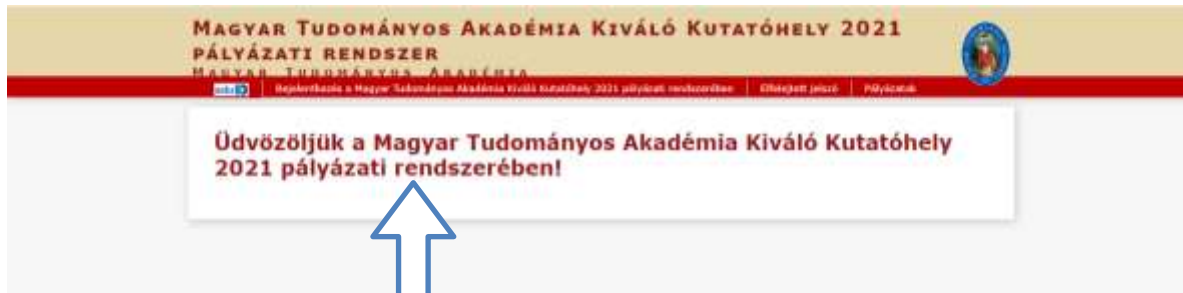 MAGYAR TUDOMÁNYOS AKADÉMIA KIVÁLÓ KUTATÓHELY 2021
PÁLYÁZATI RENDSZER
MAGYAR TUDOMÁNYOS AKADÉMIA
Bejelentkezés a Magyar Tudományos Akadémia Kiváló Kutatóhely 2021 pályázati rendszerében Elfelejtett jelszó Pályázatok
Üdvözöljük a Magyar Tudományos Akadémia Kiváló Kutatóhely
2021 pályázati rendszerében!